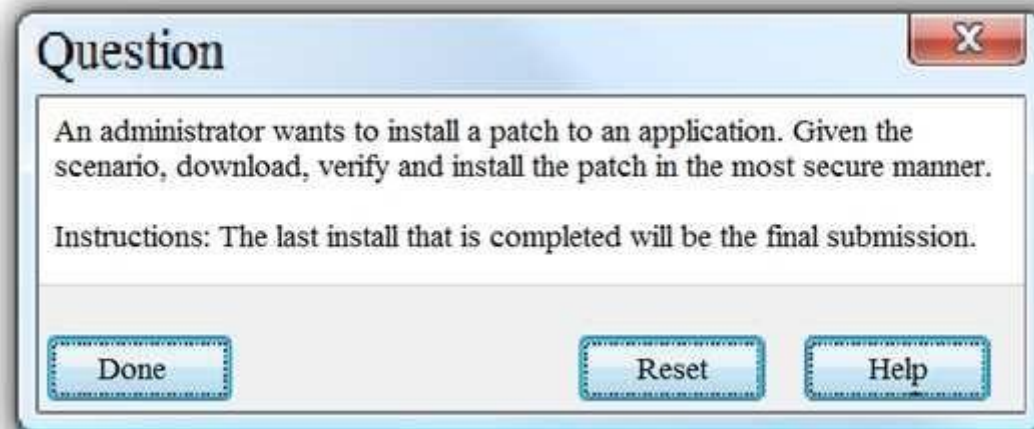 Question
X
An administrator wants to install a patch to an application. Given the
scenario, download, verify and install the patch in the most secure manner.
Instructions: The last install that is completed will be the final submission.
Done
Reset
Help